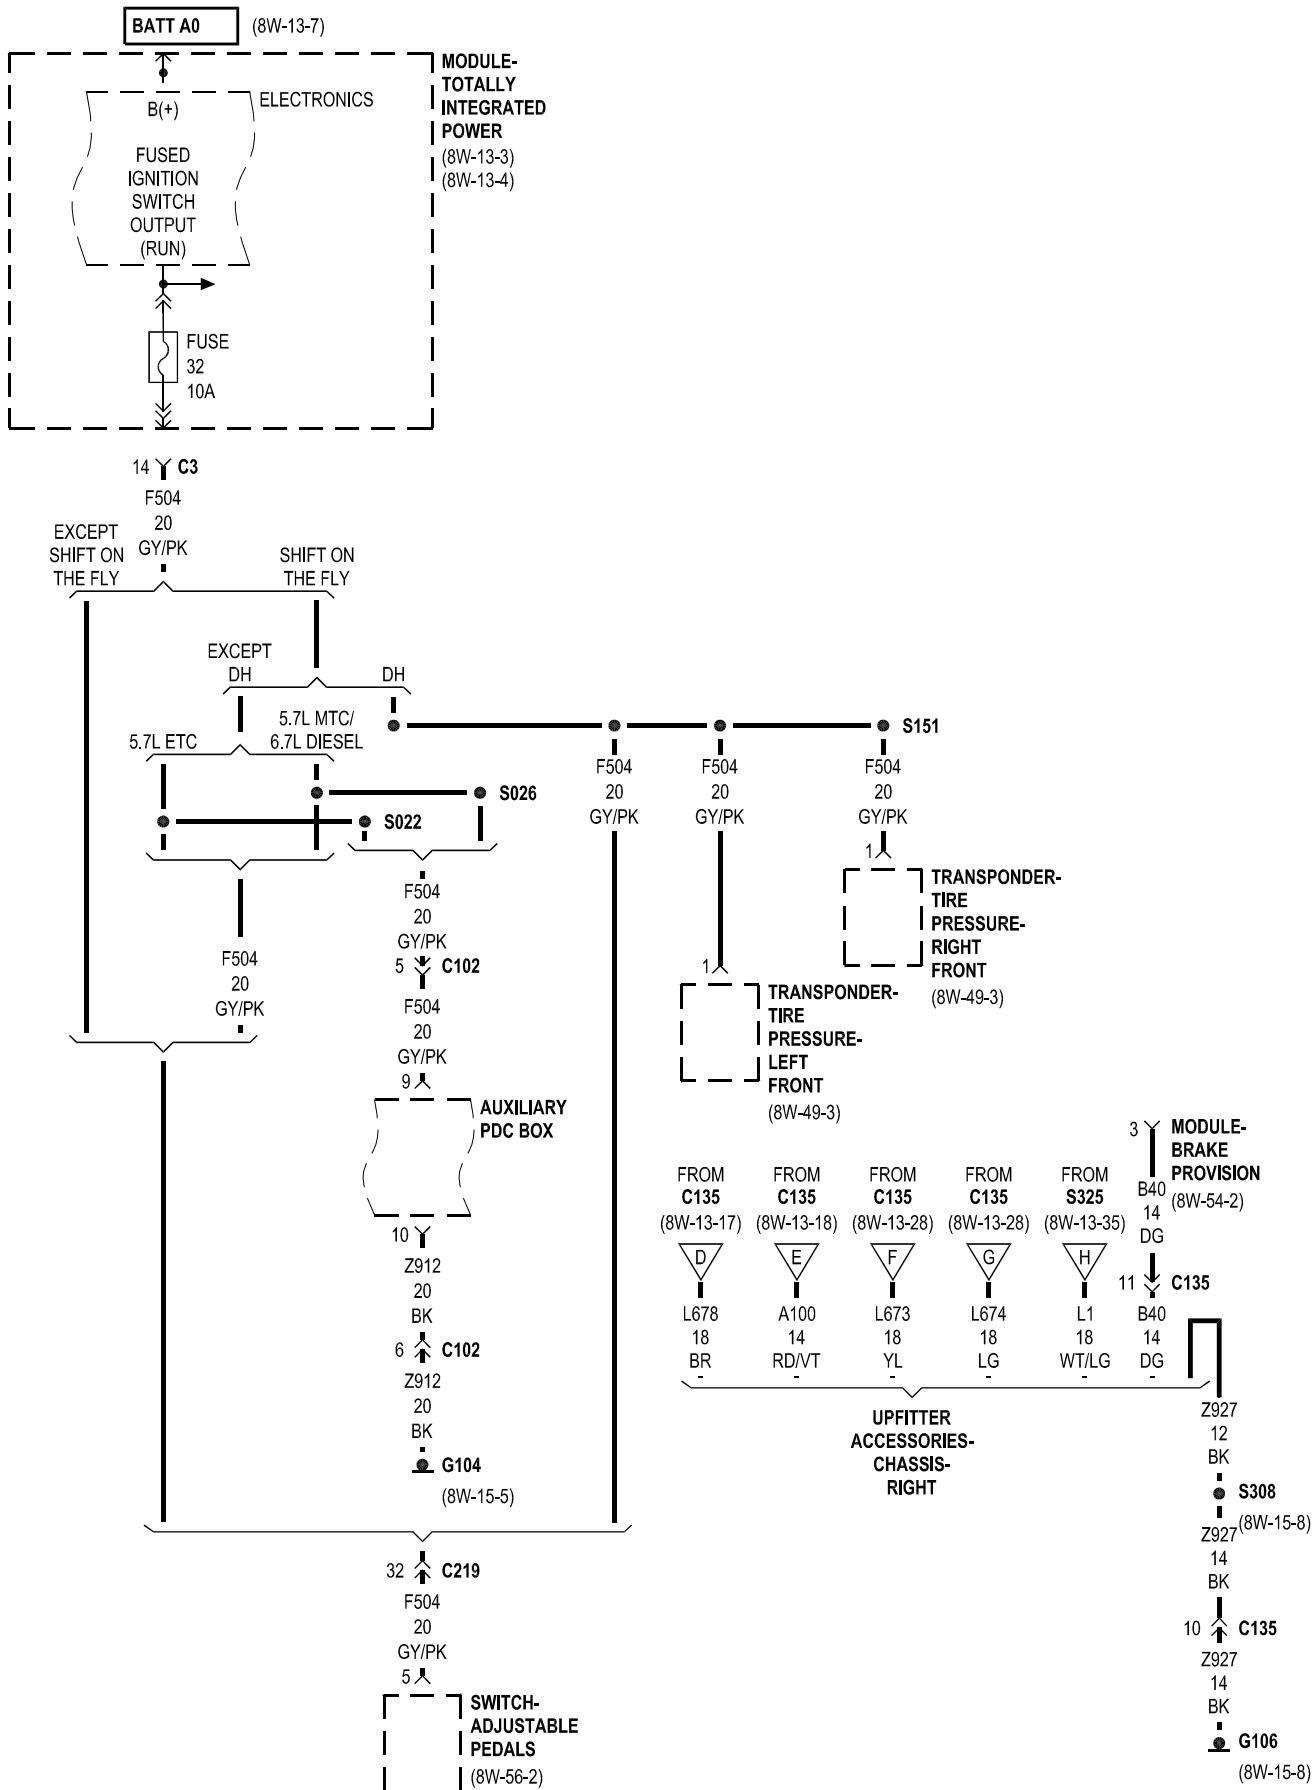 BATT A0 (8W-13-7)
MODULE-
TOTALLY
INTEGRATED
POWER
(8W-13-3)
(8W-13-4)
ELECTRONICS
B(+)
FUSED
IGNITION
SWITCH
OUTPUT
(RUN)
FUSE
32
10A
14 C3
F504
20
GY/PK
EXCEPT
SHIFT ON
THE FLY
SHIFT ON
THE FLY
EXCEPT
DH
DH
5.7L ETC
5.7L MTC/
6.7L DIESEL
S151
S026
S022
F504
20
GY/PK
F504
20
GY/PK
F504
20
GY/PK
1
TRANSPONDER-
TIRE
PRESSURE-
RIGHT
FRONT
(8W-49-3)
1
TRANSPONDER-
TIRE
PRESSURE-
LEFT
FRONT
(8W-49-3)
F504
20
GY/PK
5 C102
F504
20
GY/PK
F504
20
GY/PK
9
AUXILIARY
PDC BOX
10
Z912
20
BK
6 C102
Z912
20
BK
G104
(8W-15-5)
32 C219
F504
20
GY/PK
5
SWITCH-
ADJUSTABLE
PEDALS
(8W-56-2)
3 MODULE-
BRAKE
PROVISION
(8W-54-2)
B40
14
DG
11 C135
B40
14
DG
FROM
C135
(8W-13-17)
D
L678
18
BR
FROM
C135
(8W-13-18)
E
A100
14
RD/VT
FROM
C135
(8W-13-28)
F
L673
18
YL
FROM
C135
(8W-13-28)
G
L674
18
LG
FROM
S325
(8W-13-35)
H
L1
18
WT/LG
UPFITTER
ACCESSORIES-
CHASSIS-
RIGHT
Z927
12
BK
S308
(8W-15-8)
Z927
14
BK
10 C135
Z927
14
BK
G106
(8W-15-8)